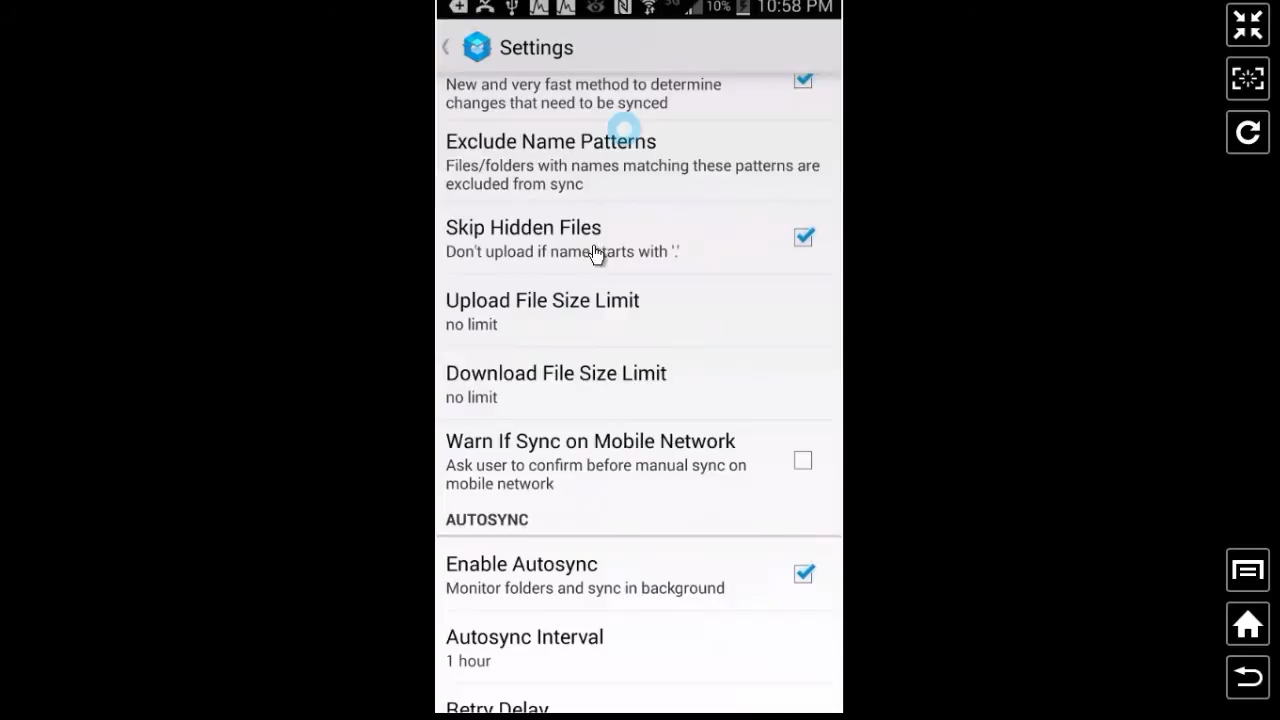 3G 10% 10:58 PM
Settings
New and very fast method to determine
changes that need to be synced
Exclude Name Patterns
Files/folders with names matching these patterns are
excluded from sync
Skip Hidden Files
Don't upload if name starts with '.'
Upload File Size Limit
no limit
Download File Size Limit
no limit
Warn If Sync on Mobile Network
Ask user to confirm before manual sync on
mobile network
AUTOSYNC
Enable Autosync
Monitor folders and sync in background
Autosync Interval
1 hour
Retry Delay